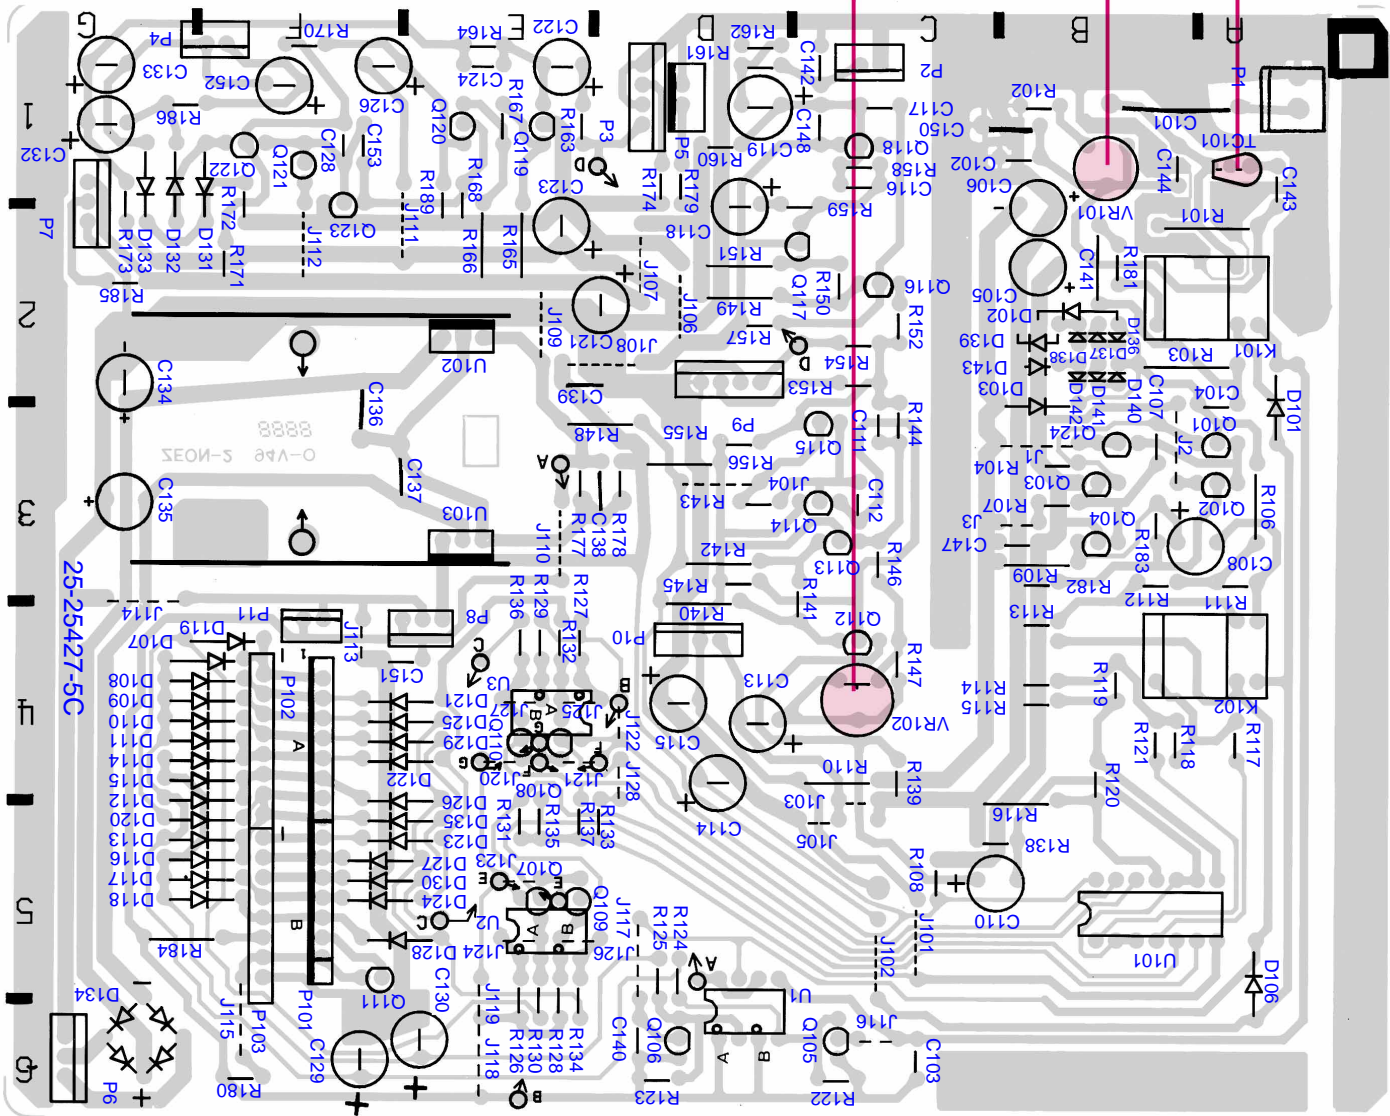 G F E D C B A
P4 R170 R164 C122 R162 R161 C142 P2 P1
C133 C152 C126 C124 R167 R102 C117 C101
1 R186 Q120 Q119 R163 P3 P5 C119 C148 C150 TC101
C132 Q122 Q121 C128 C153 R160 Q118 R158 C102 C144 C143
R172 R189 R168 C123 D R174 R179 C116 C106 VR101
P7 R173 D133 D132 D131 R171 J112 Q123 J111 R166 R165 C118 R159 R101
R185 J107 J106 R151 Q117 R150 Q116 C105 C141 R181
2 J109 C121 J108 R149 R157 R152 D102 D136
U102 D R154 D139 D138 D137 R103 K101
C134 C136 C139 R153 D143 D103 D142 D141 D140 C107 C104 D101
8888 R148 R155 P9 Q115 C111 R144 Q124 Q101
ZEON-2 94V-0 A R156 J1 J2
C137 J104 R104 Q103
3 C135 U103 J110 R177 C138 R178 R143 Q114 C112 R107 Q104 Q102 R106
R142 Q113 R146 J3 C147 R183 C108
R136 R129 R127 R145 R109 R182
25-25427-5C
J114 P11 P8 R140 R141 Q112 R113 R112 R111
D119 D107 J113 C R132 P10
D108 P102 C151 D121 U3 B C113 R147 R114 R119
4 D109 A D125 J127 B A J125 J122 VR102 R115 K102
D110 D129 Q110 C115
D111 D122 G G F F R121 R118 R117
D114 J120 Q108 J121 J128 R110 R139 R120
D115 J103
D112 D126 R131 R135 R137 R133 C114 J105 R116
D120 D135 R138
D113 D123 J123 Q107
D116 D127 E E R108
D117 D130
5 D118 B D124 C U2 A B Q109 J117 R125 R124 C110
R184 D128 J124 J126 A J102 J101 U101
D134 Q111 C130 D106
J115 P103 P101 J119 U1 J116
6 C129 J118 R126 R130 R128 R134 C140 Q106 A B Q105 C103
P6 R180 B R123 R122